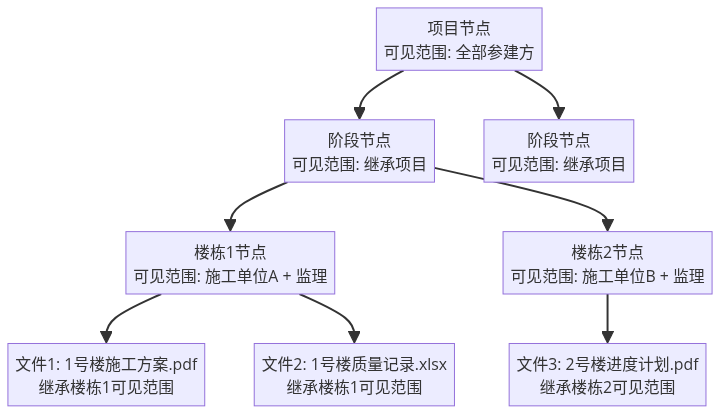 项目节点
可见范围: 全部参建方
阶段节点
可见范围: 继承项目
阶段节点
可见范围: 继承项目
楼栋1节点
可见范围: 施工单位A + 监理
楼栋2节点
可见范围: 施工单位B + 监理
文件1: 1号楼施工方案.pdf
继承楼栋1可见范围
文件2: 1号楼质量记录.xlsx
继承楼栋1可见范围
文件3: 2号楼进度计划.pdf
继承楼栋2可见范围